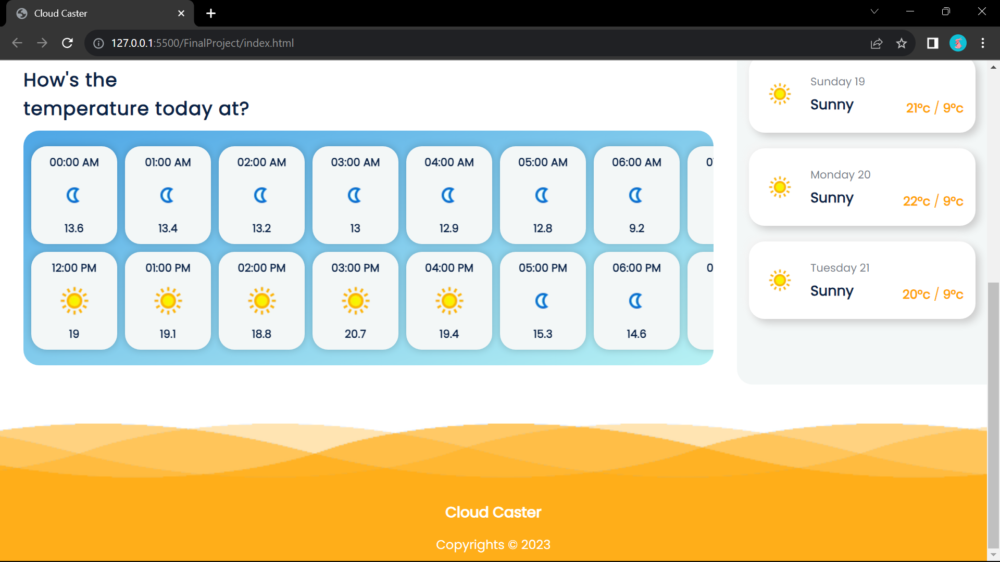 Cloud Caster
127.0.0.1:5500/FinalProject/index.html
How's the
temperature today at?
00:00 AM
01:00 AM
02:00 AM
03:00 AM
04:00 AM
05:00 AM
06:00 AM
13.6
13.4
13.2
13
12.9
12.8
9.2
12:00 PM
01:00 PM
02:00 PM
03:00 PM
04:00 PM
05:00 PM
06:00 PM
19
19.1
18.8
20.7
19.4
15.3
14.6
Sunday 19
Sunny
21°c / 9°c
Monday 20
Sunny
22°c / 9°c
Tuesday 21
Sunny
20°c / 9°c
Cloud Caster
Copyrights © 2023